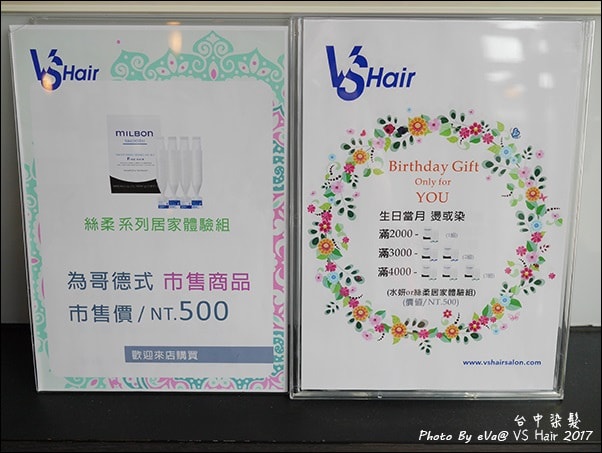 VS Hair
MILBON
絲柔系列居家體驗組
為哥德式 市售商品
市售價/NT.500
歡迎來店購買
VS Hair
Birthday Gift
Only for
YOU
生日當月 燙或染
滿2000-
滿3000-
滿4000-
(水妍or絲柔居家體驗組)
(價值/NT.500)
www.vshairsalon.com
台中染髮
Photo By eVa@ VS Hair 2017